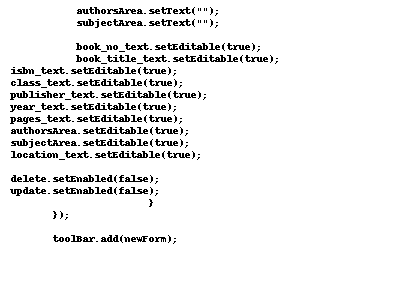 authorsArea.setText("");
subjectArea.setText("");
book_no_text.setEditable(true);
book_title_text.setEditable(true);
isbn_text.setEditable(true);
class_text.setEditable(true);
publisher_text.setEditable(true);
year_text.setEditable(true);
pages_text.setEditable(true);
authorsArea.setEditable(true);
subjectArea.setEditable(true);
location_text.setEditable(true);
delete.setEnabled(false);
update.setEnabled(false);
}
});
toolBar.add(newForm);